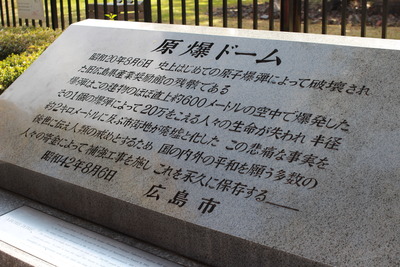 原爆ドーム
昭和20年8月6日 史上はじめての原子爆弾によって破壊され
た旧広島県産業奨励館の残骸である
爆弾はこの建物のほぼ直上約600メートルの空中で爆発した
その1個の爆弾によって20万をこえる人々の生命が失われ 半径
約2キロメートルに及ぶ市街地が廃墟と化した この悲痛な事実を
後世に伝え人類の戒めとするため 国の内外の平和を願う多数の
人々の寄金によって補強工事を施し これを永久に保存する
昭和42年8月6日
広島市